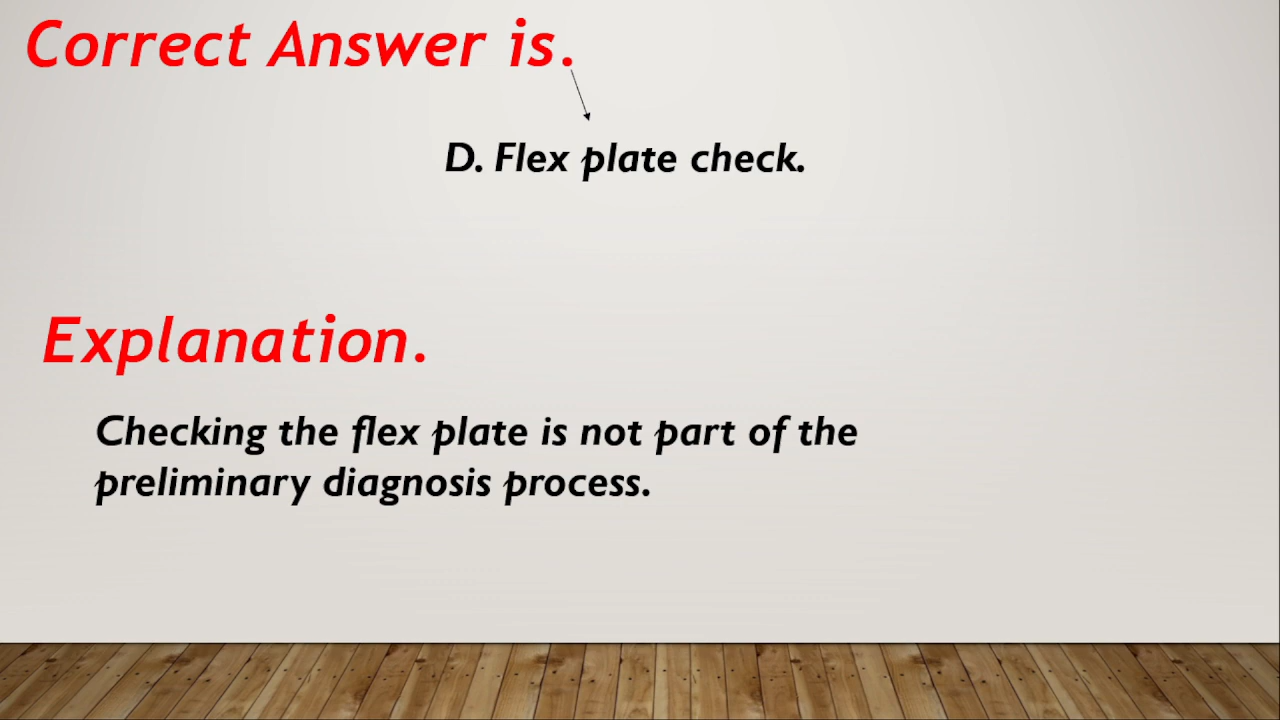 Correct Answer is.
D. Flex plate check.
Explanation.
Checking the flex plate is not part of the
preliminary diagnosis process.